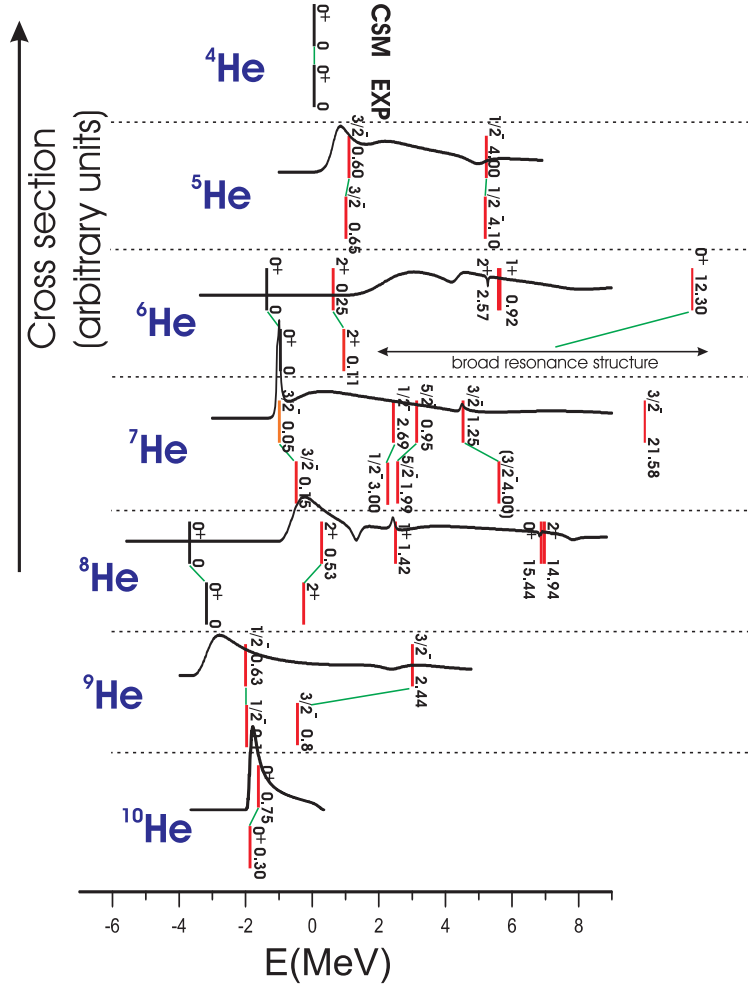 CSM EXP
⁴He
0+ 0
0+ 0
⁵He
3/2⁻ 0.60
1/2⁻ 4.00
3/2⁻ 0.65
1/2⁻ 4.10
⁶He
0+ 0
2+ 0.25
2+ 2.57
1+ 0.92
0+ 12.30
0+ 0
2+ 0.11
broad resonance structure
⁷He
3/2⁻ 0.05
1/2⁻ 2.69
5/2⁻ 0.95
3/2⁻ 1.25
3/2⁻ 21.58
3/2⁻ 0.15
1/2⁻ 3.00
5/2⁻ 1.99
(3/2⁻ 4.00)
⁸He
0+ 0
2+ 0.53
1+ 1.42
0+ 15.44
2+ 14.94
0+ 0
2+
⁹He
1/2⁻ 0.63
3/2⁻ 2.44
1/2⁻
3/2⁻ 0.8
¹⁰He
0+ 0.75
0+ 0.30
Cross section
(arbitrary units)
-6 -4 -2 0 2 4 6 8
E(MeV)